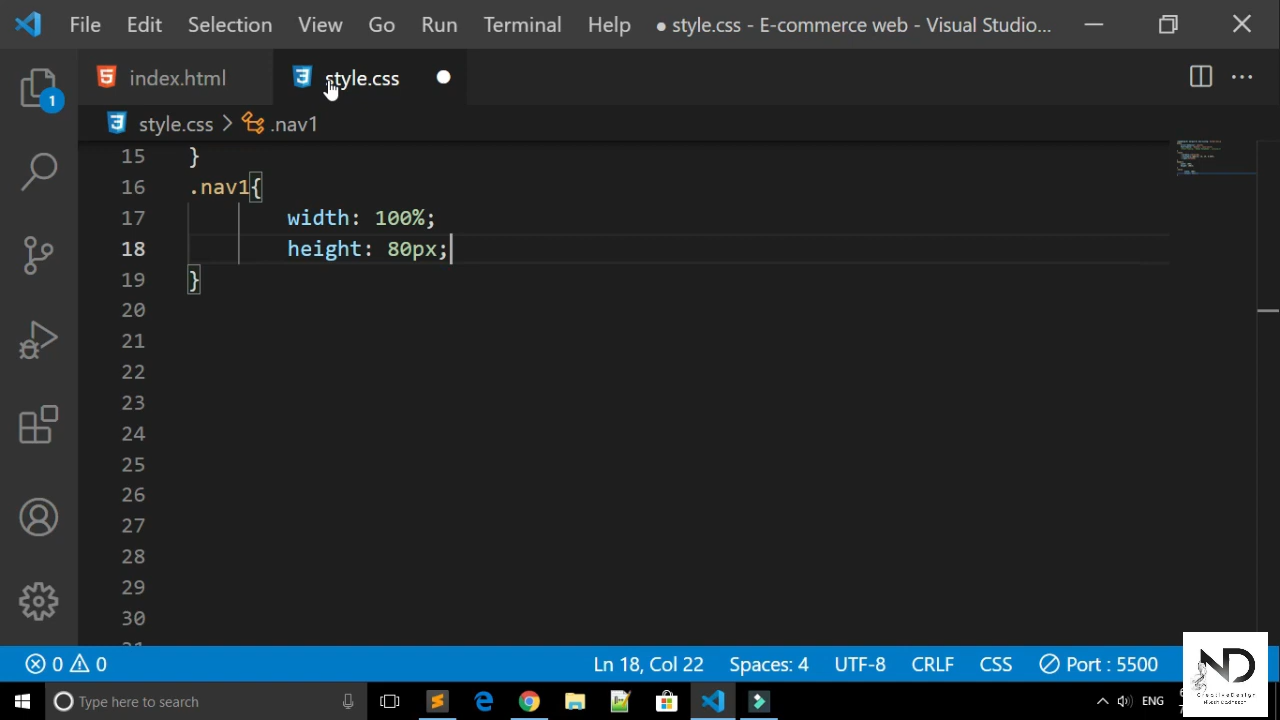 File Edit Selection View Go Run Terminal Help ● style.css - E-commerce web - Visual Studio...
index.html style.css
1
style.css > .nav1
15 }
16 .nav1{
17 width: 100%;
18 height: 80px;
19 }
20
21
22
23
24
25
26
27
28
29
30
0 0 Ln 18, Col 22 Spaces: 4 UTF-8 CRLF CSS Port : 5500
ND
CreativeDesign
Type here to search ENG